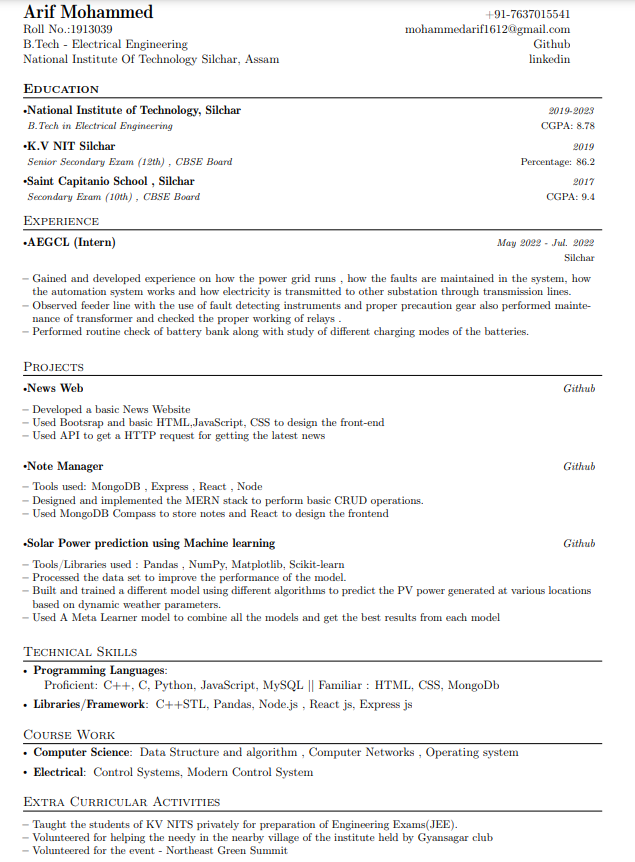 Arif Mohammed
+91-7637015541
Roll No.:1913039
mohammedarif1612@gmail.com
B.Tech - Electrical Engineering
Github
National Institute Of Technology Silchar, Assam
linkedin
Education
•National Institute of Technology, Silchar
2019-2023
B.Tech in Electrical Engineering
CGPA: 8.78
•K.V NIT Silchar
2019
Senior Secondary Exam (12th) , CBSE Board
Percentage: 86.2
•Saint Capitanio School , Silchar
2017
Secondary Exam (10th) , CBSE Board
CGPA: 9.4
Experience
•AEGCL (Intern)
May 2022 - Jul. 2022
Silchar
– Gained and developed experience on how the power grid runs , how the faults are maintained in the system, how
the automation system works and how electricity is transmitted to other substation through transmission lines.
– Observed feeder line with the use of fault detecting instruments and proper precaution gear also performed mainte-
nance of transformer and checked the proper working of relays .
– Performed routine check of battery bank along with study of different charging modes of the batteries.
Projects
•News Web
Github
– Developed a basic News Website
– Used Bootsrap and basic HTML,JavaScript, CSS to design the front-end
– Used API to get a HTTP request for getting the latest news
•Note Manager
Github
– Tools used: MongoDB , Express , React , Node
– Designed and implemented the MERN stack to perform basic CRUD operations.
– Used MongoDB Compass to store notes and React to design the frontend
•Solar Power prediction using Machine learning
Github
– Tools/Libraries used : Pandas , NumPy, Matplotlib, Scikit-learn
– Processed the data set to improve the performance of the model.
– Built and trained a different model using different algorithms to predict the PV power generated at various locations
based on dynamic weather parameters.
– Used A Meta Learner model to combine all the models and get the best results from each model
Technical Skills
• Programming Languages:
Proficient: C++, C, Python, JavaScript, MySQL || Familiar : HTML, CSS, MongoDb
• Libraries/Framework: C++STL, Pandas, Node.js , React js, Express js
Course Work
• Computer Science: Data Structure and algorithm , Computer Networks , Operating system
• Electrical: Control Systems, Modern Control System
Extra Curricular Activities
– Taught the students of KV NITS privately for preparation of Engineering Exams(JEE).
– Volunteered for helping the needy in the nearby village of the institute held by Gyansagar club
– Volunteered for the event - Northeast Green Summit